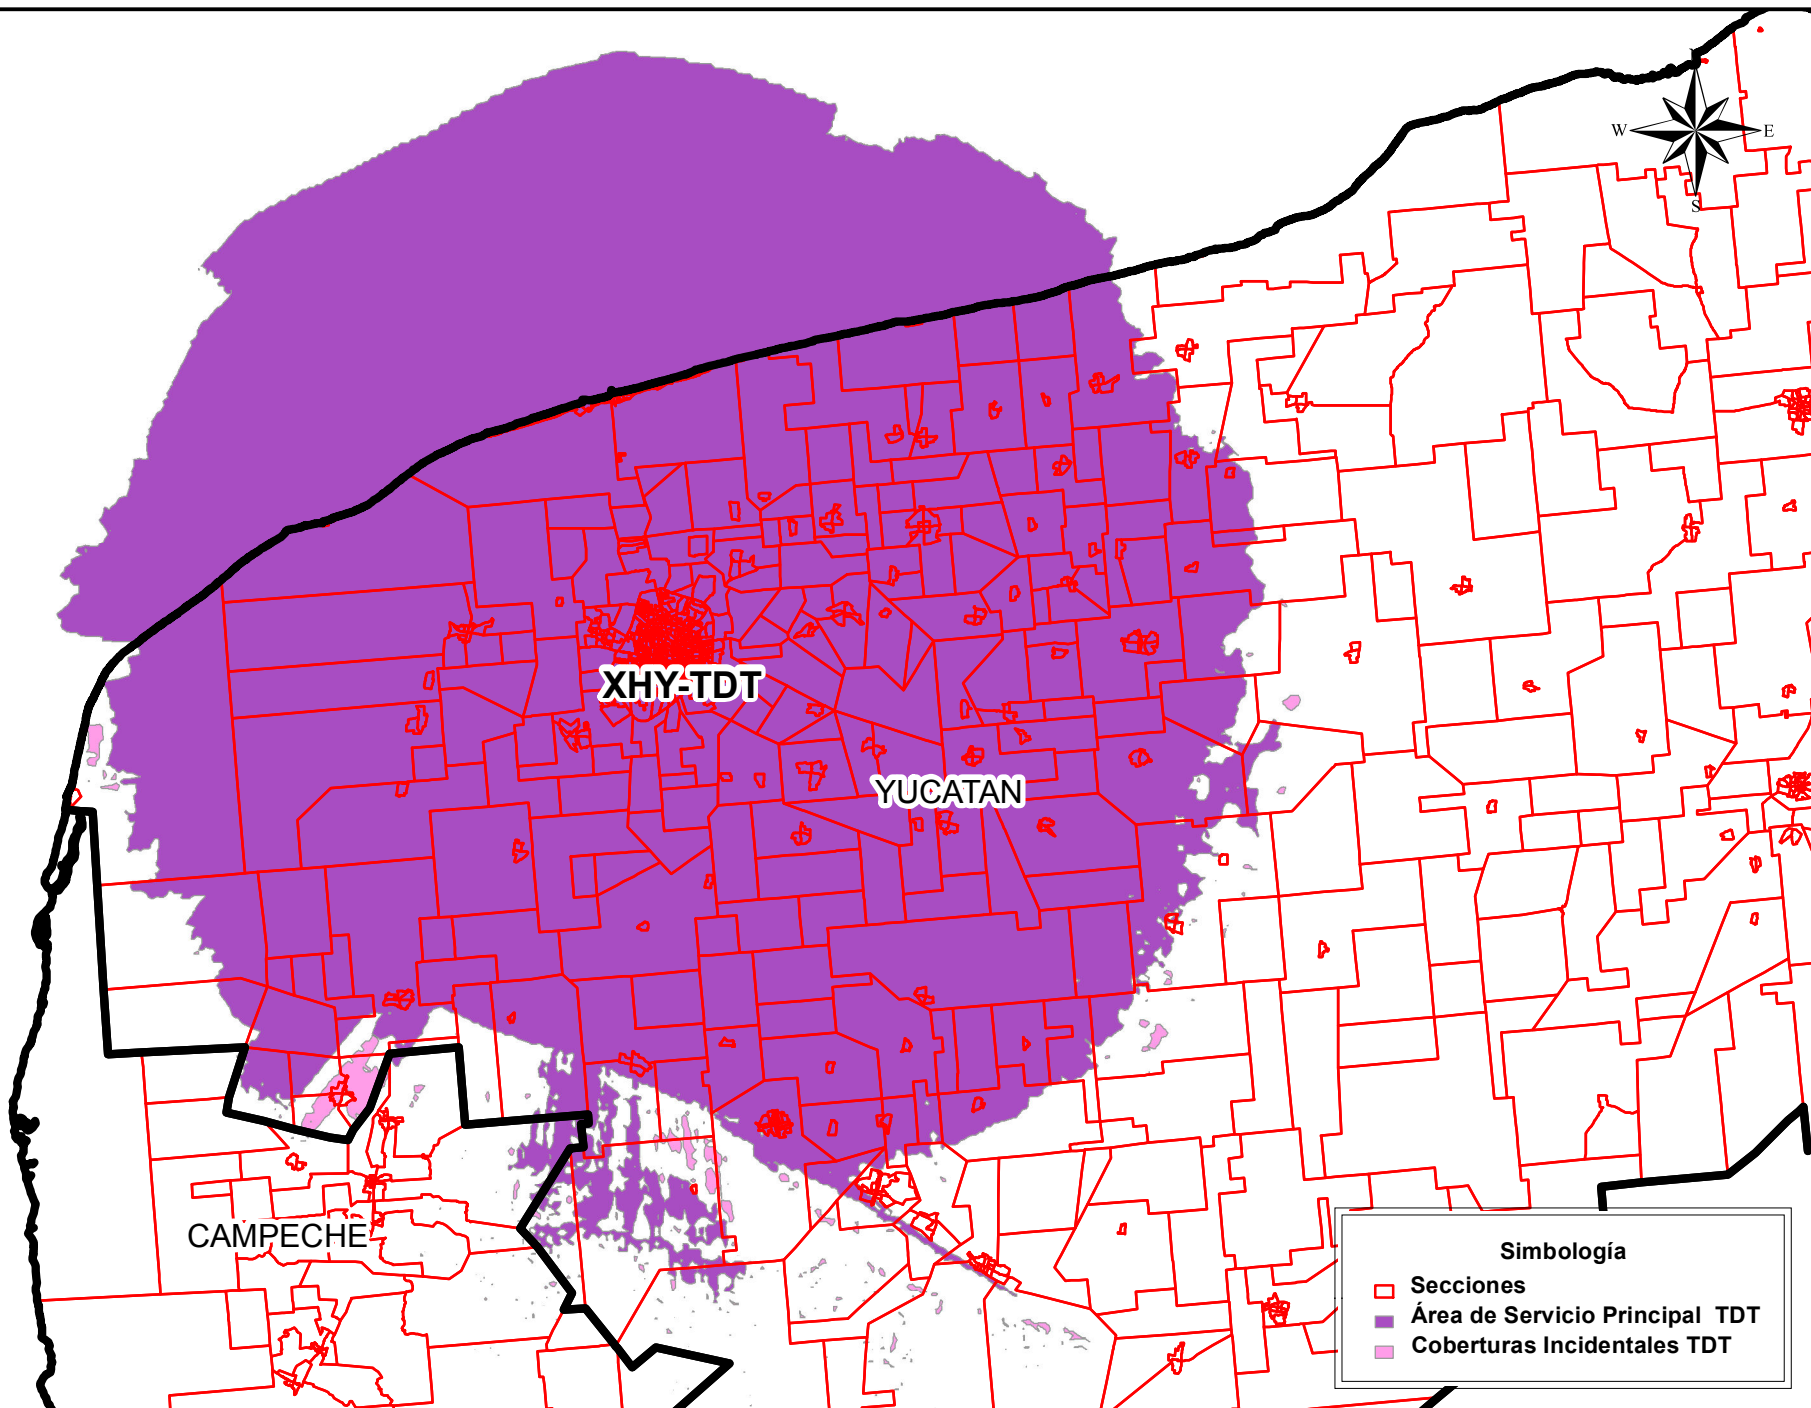 W
E
S
XHY-TDT
YUCATAN
CAMPECHE
Simbología
Secciones
Área de Servicio Principal TDT
Coberturas Incidentales TDT